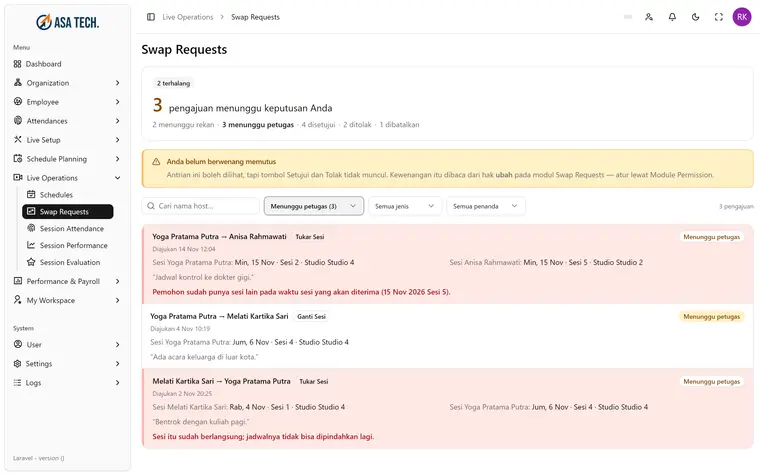 ASA TECH.
Live Operations > Swap Requests
RK
Menu
Dashboard
Organization
Employee
Attendances
Live Setup
Schedule Planning
Live Operations
Schedules
Swap Requests
Session Attendance
Session Performance
Session Evaluation
Performance & Payroll
My Workspace
System
User
Settings
Logs
Laravel - version ()
Swap Requests
2 terhalang
3 pengajuan menunggu keputusan Anda
2 menunggu rekan · 3 menunggu petugas · 4 disetujui · 2 ditolak · 1 dibatalkan
Anda belum berwenang memutus
Antrian ini boleh dilihat, tapi tombol Setujui dan Tolak tidak muncul. Kewenangan itu dibaca dari hak ubah pada modul Swap Requests — atur lewat Module Permission.
Cari nama host...
Menunggu petugas (3)
Semua jenis
Semua penanda
3 pengajuan
Yoga Pratama Putra ↔ Anisa Rahmawati Tukar Sesi Menunggu petugas
Diajukan 14 Nov 12:04
Sesi Yoga Pratama Putra: Min, 15 Nov · Sesi 2 · Studio Studio 4 Sesi Anisa Rahmawati: Min, 15 Nov · Sesi 5 · Studio Studio 2
"Jadwal kontrol ke dokter gigi."
Pemohon sudah punya sesi lain pada waktu sesi yang akan diterima (15 Nov 2026 Sesi 5).
Yoga Pratama Putra → Melati Kartika Sari Ganti Sesi Menunggu petugas
Diajukan 4 Nov 10:19
Sesi Yoga Pratama Putra: Jum, 6 Nov · Sesi 4 · Studio Studio 4
"Ada acara keluarga di luar kota."
Melati Kartika Sari ↔ Yoga Pratama Putra Tukar Sesi Menunggu petugas
Diajukan 2 Nov 20:25
Sesi Melati Kartika Sari: Rab, 4 Nov · Sesi 1 · Studio Studio 4 Sesi Yoga Pratama Putra: Jum, 6 Nov · Sesi 4 · Studio Studio 4
"Bentrok dengan kuliah pagi."
Sesi itu sudah berlangsung; jadwalnya tidak bisa dipindahkan lagi.